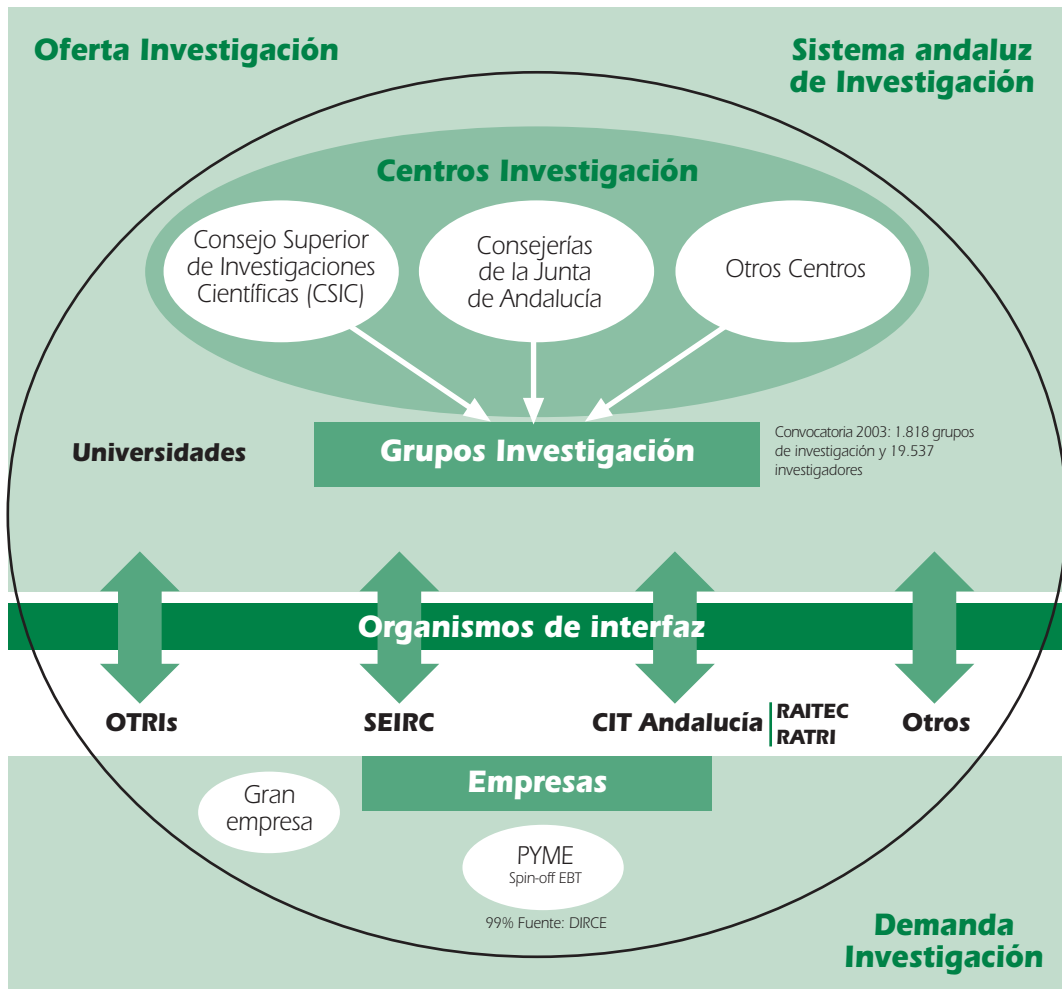 Oferta Investigación
Sistema andaluz
de Investigación
Centros Investigación
Consejo Superior
de Investigaciones
Científicas (CSIC)
Consejerías
de la Junta
de Andalucía
Otros Centros
Universidades
Grupos Investigación
Convocatoria 2003: 1.818 grupos
de investigación y 19.537
investigadores
Organismos de interfaz
OTRIs
SEIRC
CIT Andalucía
RAITEC
RATRI
Otros
Empresas
Gran
empresa
PYME
Spin-off EBT
99% Fuente: DIRCE
Demanda
Investigación